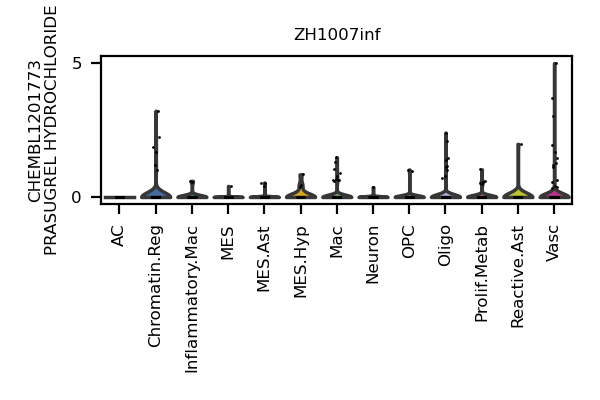 ZH1007inf
CHEMBL1201773
PRASUGREL HYDROCHLORIDE
5
0
AC
Chromatin.Reg
Inflammatory.Mac
MES
MES.Ast
MES.Hyp
Mac
Neuron
OPC
Oligo
Prolif.Metab
Reactive.Ast
Vasc